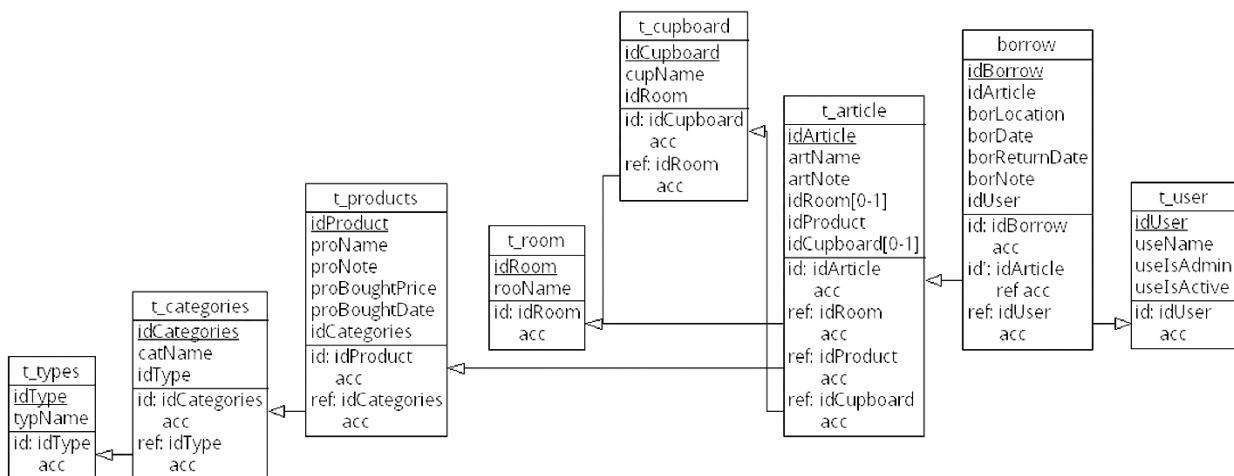 t_cupboard
idCupboard
cupName
idRoom
id: idCupboard
acc
ref: idRoom
acc
borrow
idBorrow
idArticle
borLocation
borDate
borReturnDate
borNote
idUser
id: idBorrow
acc
id': idArticle
ref acc
ref: idUser
acc
t_article
idArticle
artName
artNote
idRoom[0-1]
idProduct
idCupboard[0-1]
id: idArticle
acc
ref: idRoom
acc
ref: idProduct
acc
ref: idCupboard
acc
t_user
idUser
useName
useIsAdmin
useIsActive
id: idUser
acc
t_products
idProduct
proName
proNote
proBoughtPrice
proBoughtDate
idCategories
id: idProduct
acc
ref: idCategories
acc
t_room
idRoom
rooName
id: idRoom
acc
t_categories
idCategories
catName
idType
id: idCategories
acc
ref: idType
acc
t_types
idType
typName
id: idType
acc